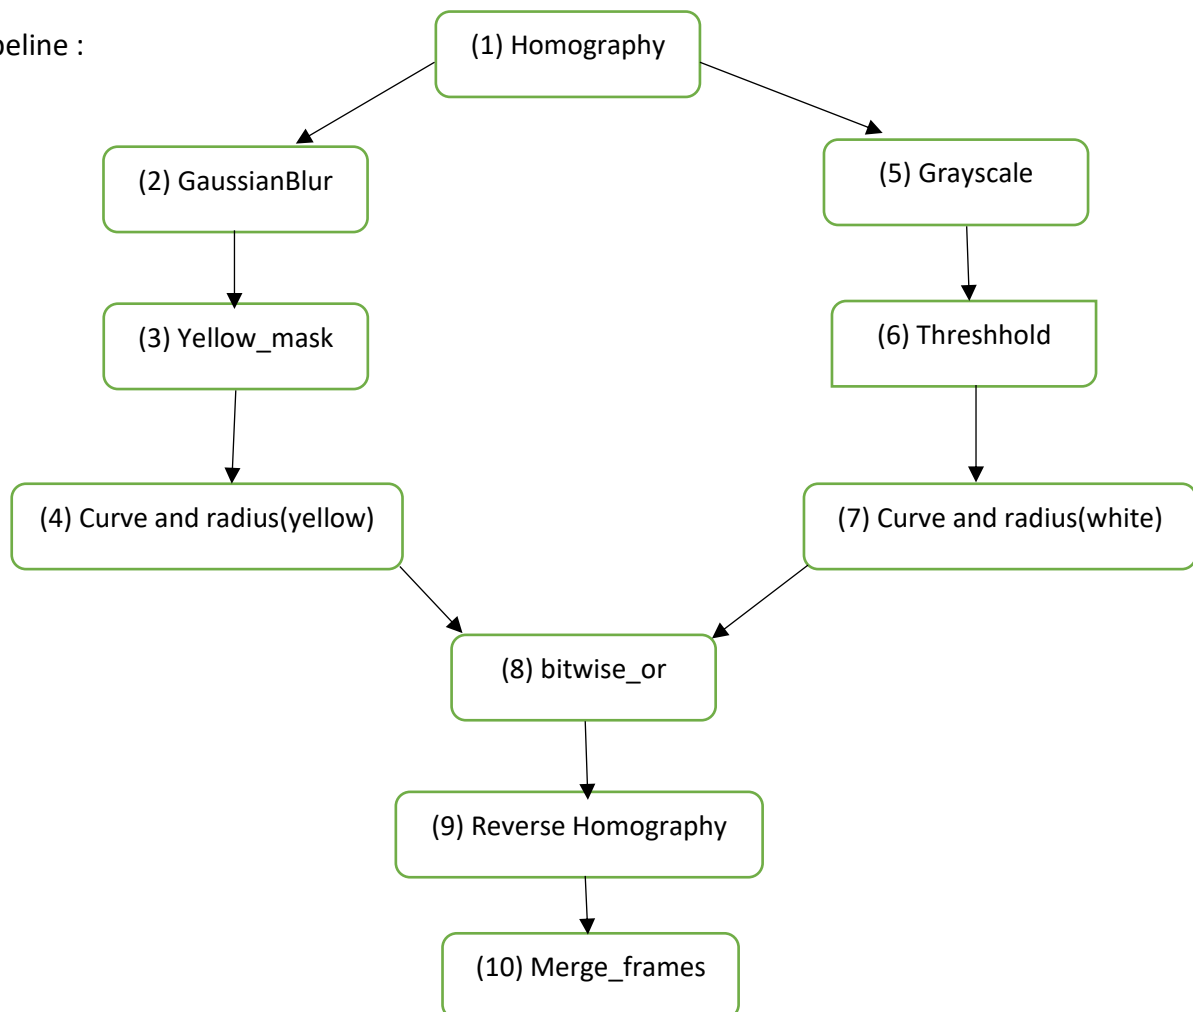 peline :
(1) Homography
(2) GaussianBlur
(5) Grayscale
(3) Yellow_mask
(6) Threshhold
(4) Curve and radius(yellow)
(7) Curve and radius(white)
(8) bitwise_or
(9) Reverse Homography
(10) Merge_frames